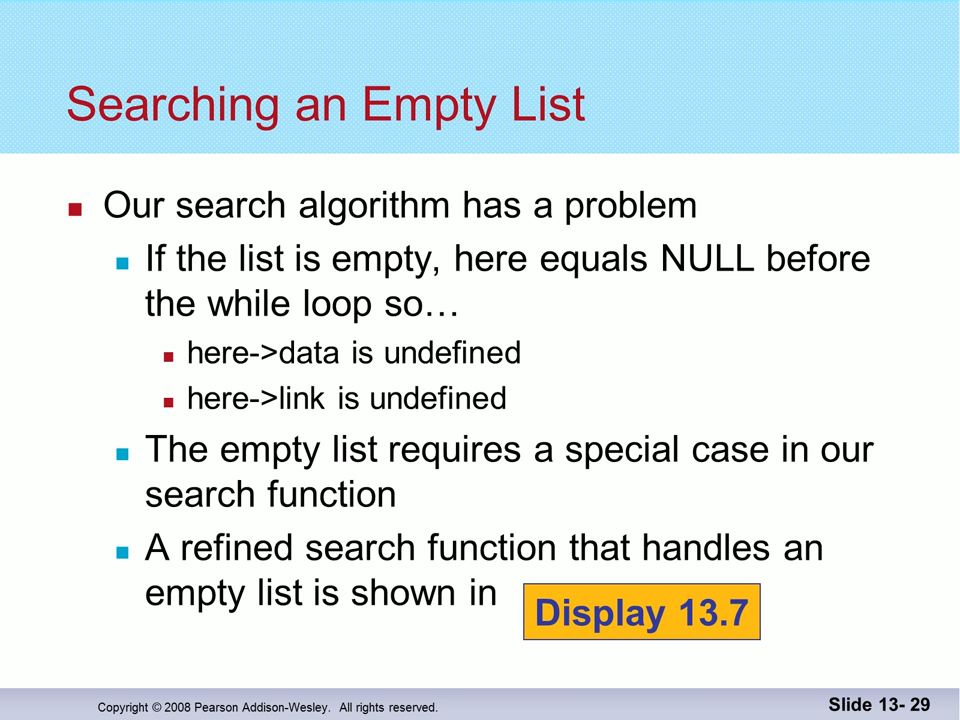 Searching an Empty List
Our search algorithm has a problem
If the list is empty, here equals NULL before
the while loop so…
here->data is undefined
here->link is undefined
The empty list requires a special case in our
search function
A refined search function that handles an
empty list is shown in
Display 13.7
Copyright © 2008 Pearson Addison-Wesley. All rights reserved.
Slide 13- 29